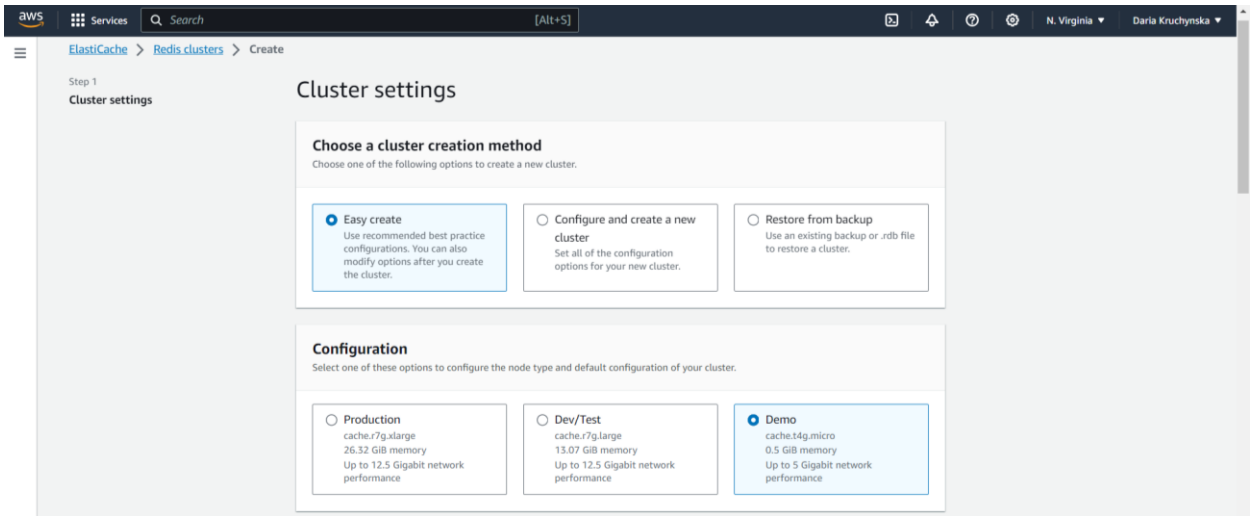 aws
Services
Search
[Alt+S]
N. Virginia ▼
Daria Kruchynska ▼
ElastiCache > Redis clusters > Create
Step 1
Cluster settings
Cluster settings
Choose a cluster creation method
Choose one of the following options to create a new cluster.
Easy create
Use recommended best practice
configurations. You can also
modify options after you create
the cluster.
Configure and create a new
cluster
Set all of the configuration
options for your new cluster.
Restore from backup
Use an existing backup or .rdb file
to restore a cluster.
Configuration
Select one of these options to configure the node type and default configuration of your cluster.
Production
cache.r7g.xlarge
26.32 GiB memory
Up to 12.5 Gigabit network
performance
Dev/Test
cache.r7g.large
13.07 GiB memory
Up to 12.5 Gigabit network
performance
Demo
cache.t4g.micro
0.5 GiB memory
Up to 5 Gigabit network
performance